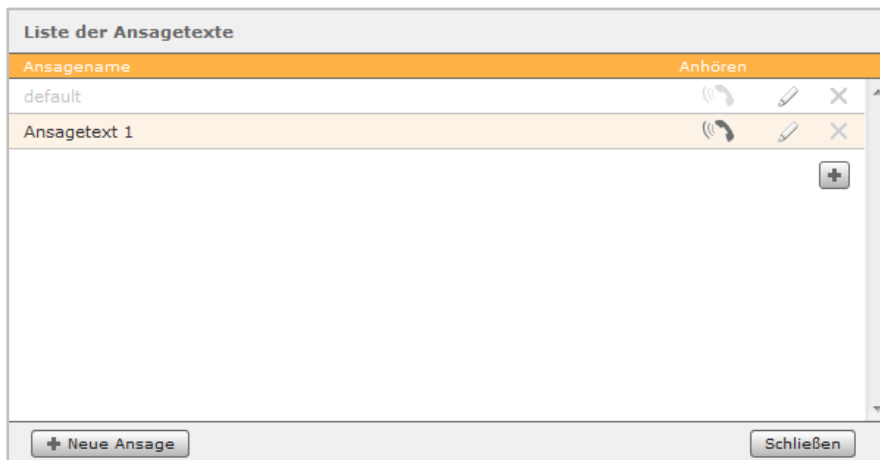 Liste der Ansagetexte
Ansagename Anhören
default
Ansagetext 1
Neue Ansage Schließen